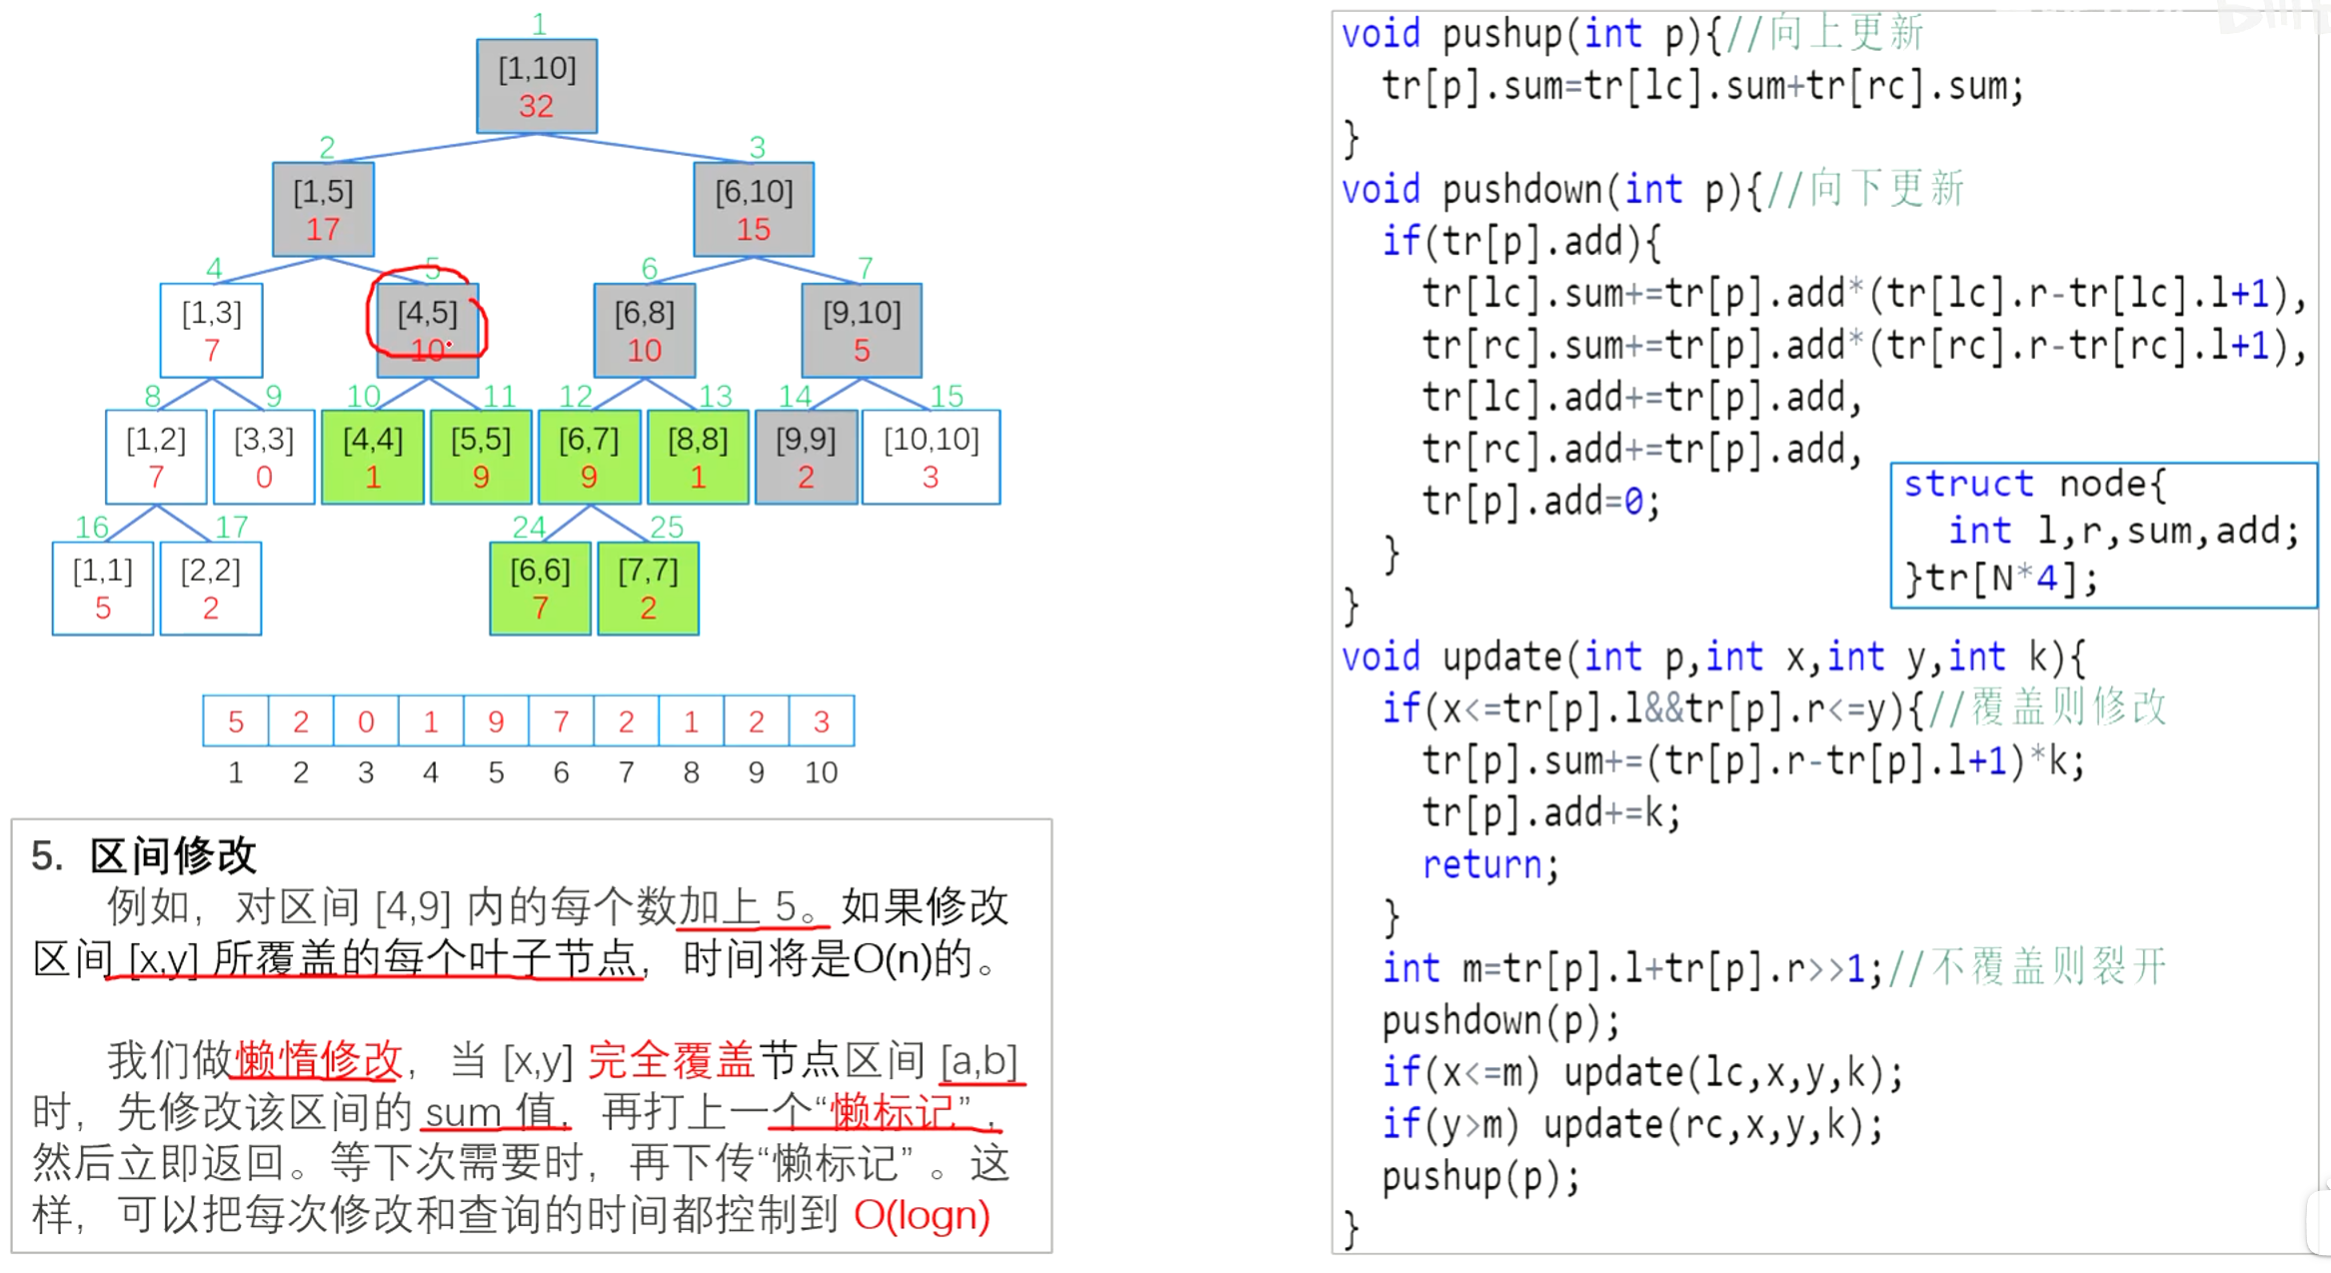 1
[1,10]
32
2
3
[1,5]
17
[6,10]
15
4
5
6
7
[1,3]
7
[4,5]
10
[6,8]
10
[9,10]
5
8
9
10
11
12
13
14
15
[1,2]
7
[3,3]
0
[4,4]
1
[5,5]
9
[6,7]
9
[8,8]
1
[9,9]
2
[10,10]
3
16
17
24
25
[1,1]
5
[2,2]
2
[6,6]
7
[7,7]
2
5 2 0 1 9 7 2 1 2 3
1 2 3 4 5 6 7 8 9 10
5. 区间修改
例如，对区间 [4,9] 内的每个数加上 5。如果修改
区间 [x,y] 所覆盖的每个叶子节点，时间将是O(n)的。
我们做懒惰修改，当 [x,y] 完全覆盖节点区间 [a,b]
时，先修改该区间的 sum 值，再打上一个“懒标记”，
然后立即返回。等下次需要时，再下传“懒标记”。这
样，可以把每次修改和查询的时间都控制到 O(logn)
void pushup(int p){//向上更新
tr[p].sum=tr[lc].sum+tr[rc].sum;
}
void pushdown(int p){//向下更新
if(tr[p].add){
tr[lc].sum+=tr[p].add*(tr[lc].r-tr[lc].l+1),
tr[rc].sum+=tr[p].add*(tr[rc].r-tr[rc].l+1),
tr[lc].add+=tr[p].add,
tr[rc].add+=tr[p].add,
tr[p].add=0;
}
}
struct node{
int l,r,sum,add;
}tr[N*4];
void update(int p,int x,int y,int k){
if(x<=tr[p].l&&tr[p].r<=y){//覆盖则修改
tr[p].sum+=(tr[p].r-tr[p].l+1)*k;
tr[p].add+=k;
return;
}
int m=tr[p].l+tr[p].r>>1;//不覆盖则裂开
pushdown(p);
if(x<=m) update(lc,x,y,k);
if(y>m) update(rc,x,y,k);
pushup(p);
}